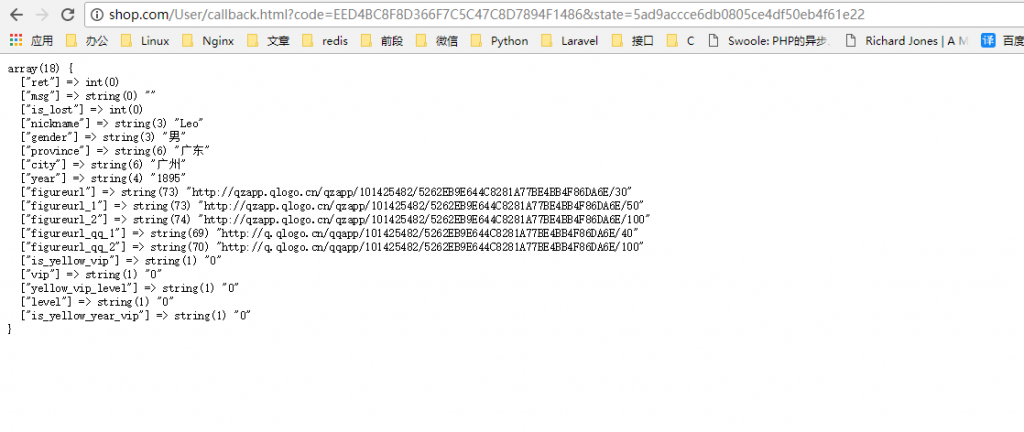 shop.com/User/callback.html?code=EED4BC8F8D366F7C5C47C8D7894F1486&state=5ad9accce6db0805ce4df50eb4f61e22
应用 办公 Linux Nginx 文章 redis 前段 微信 Python Laravel 接口 C Swoole: PHP的异步、 Richard Jones | A M 译 百度
array(18) {
["ret"] => int(0)
["msg"] => string(0) ""
["is_lost"] => int(0)
["nickname"] => string(3) "Leo"
["gender"] => string(3) "男"
["province"] => string(6) "广东"
["city"] => string(6) "广州"
["year"] => string(4) "1895"
["figureurl"] => string(73) "http://qzapp.qlogo.cn/qzapp/101425482/5262EB9E644C8281A77BE4BB4F86DA6E/30"
["figureurl_1"] => string(73) "http://qzapp.qlogo.cn/qzapp/101425482/5262EB9E644C8281A77BE4BB4F86DA6E/50"
["figureurl_2"] => string(74) "http://qzapp.qlogo.cn/qzapp/101425482/5262EB9E644C8281A77BE4BB4F86DA6E/100"
["figureurl_qq_1"] => string(69) "http://q.qlogo.cn/qqapp/101425482/5262EB9E644C8281A77BE4BB4F86DA6E/40"
["figureurl_qq_2"] => string(70) "http://q.qlogo.cn/qqapp/101425482/5262EB9E644C8281A77BE4BB4F86DA6E/100"
["is_yellow_vip"] => string(1) "0"
["vip"] => string(1) "0"
["yellow_vip_level"] => string(1) "0"
["level"] => string(1) "0"
["is_yellow_year_vip"] => string(1) "0"
}